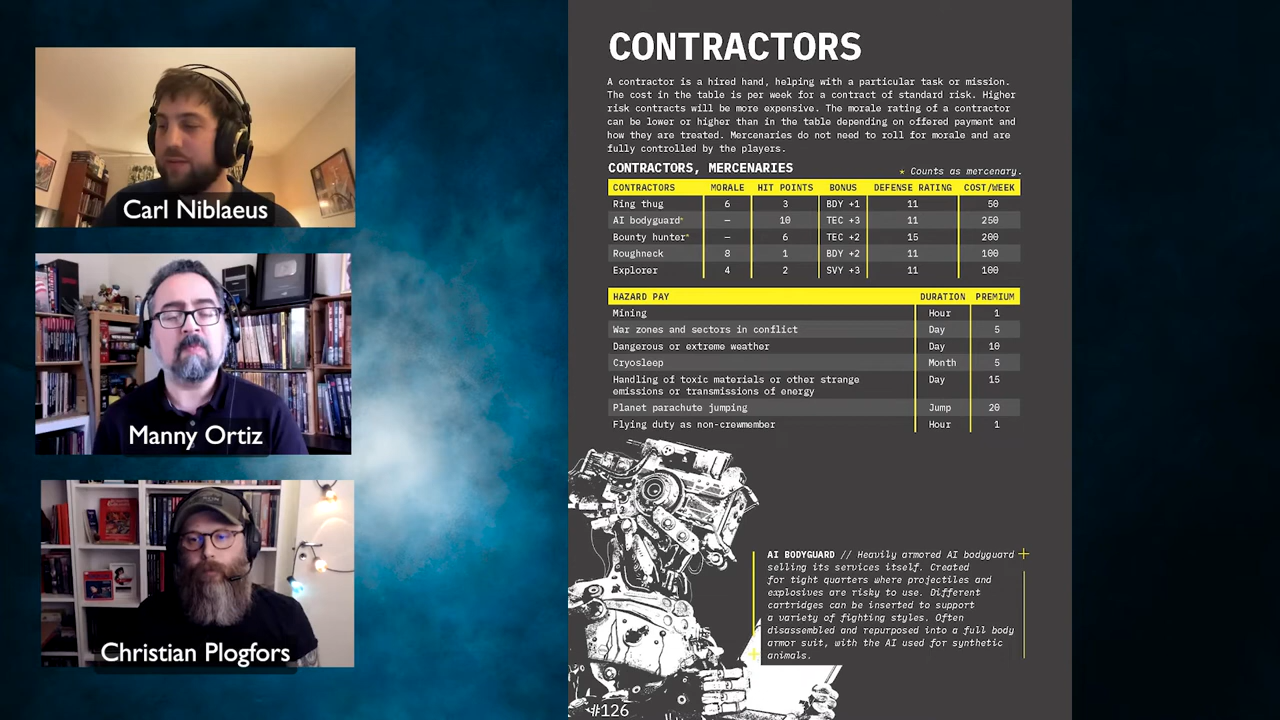 Carl Niblaeus
Manny Ortiz
Christian Plogfors
CONTRACTORS
A contractor is a hired hand, helping with a particular task or mission.
The cost in the table is per week for a contract of standard risk. Higher
risk contracts will be more expensive. The morale rating of a contractor
can be lower or higher than in the table depending on offered payment and
how they are treated. Mercenaries do not need to roll for morale and are
fully controlled by the players.
CONTRACTORS, MERCENARIES
* Counts as mercenary.
CONTRACTORS MORALE HIT POINTS BONUS DEFENSE RATING COST/WEEK
Ring thug 6 3 BDY +1 11 50
AI bodyguard* — 10 TEC +3 11 250
Bounty hunter* — 6 TEC +2 15 200
Roughneck 8 1 BDY +2 11 100
Explorer 4 2 SVY +3 11 100
HAZARD PAY DURATION PREMIUM
Mining Hour 1
War zones and sectors in conflict Day 5
Dangerous or extreme weather Day 10
Cryosleep Month 5
Handling of toxic materials or other strange Day 15
emissions or transmissions of energy
Planet parachute jumping Jump 20
Flying duty as non-crewmember Hour 1
AI BODYGUARD // Heavily armored AI bodyguard
selling its services itself. Created
for tight quarters where projectiles and
explosives are risky to use. Different
cartridges can be inserted to support
a variety of fighting styles. Often
disassembled and repurposed into a full body
armor suit, with the AI used for synthetic
animals.
#126